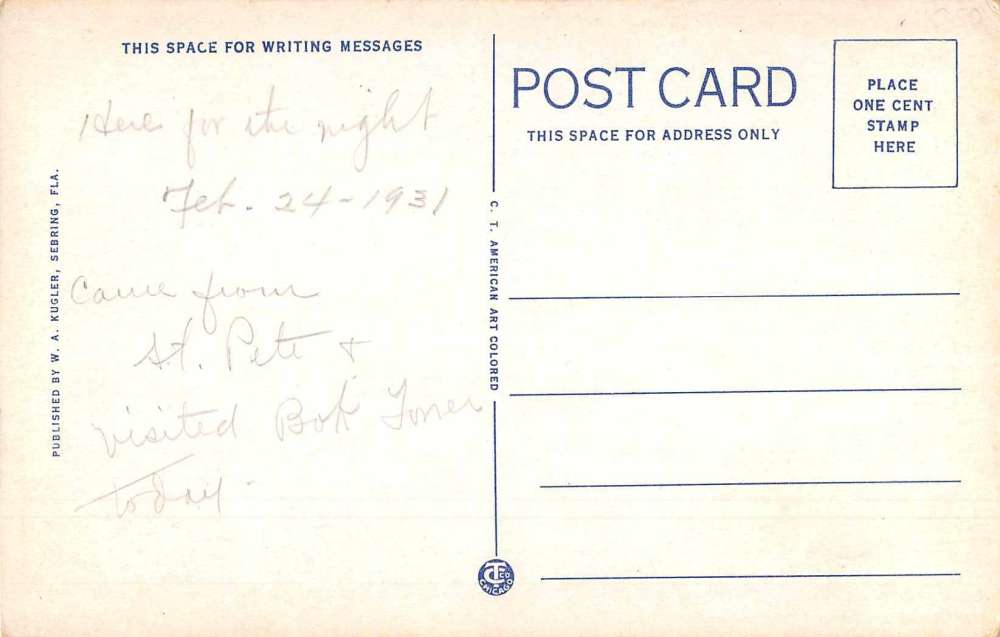 THIS SPACE FOR WRITING MESSAGES
Here for the night
Feb. 24-1931
Came from
St. Pete +
visited Bok Tower
today.
PUBLISHED BY W. A. KUGLER, SEBRING, FLA.
C. T. AMERICAN ART COLORED
POST CARD
THIS SPACE FOR ADDRESS ONLY
PLACE
ONE CENT
STAMP
HERE
CT CO
CHICAGO